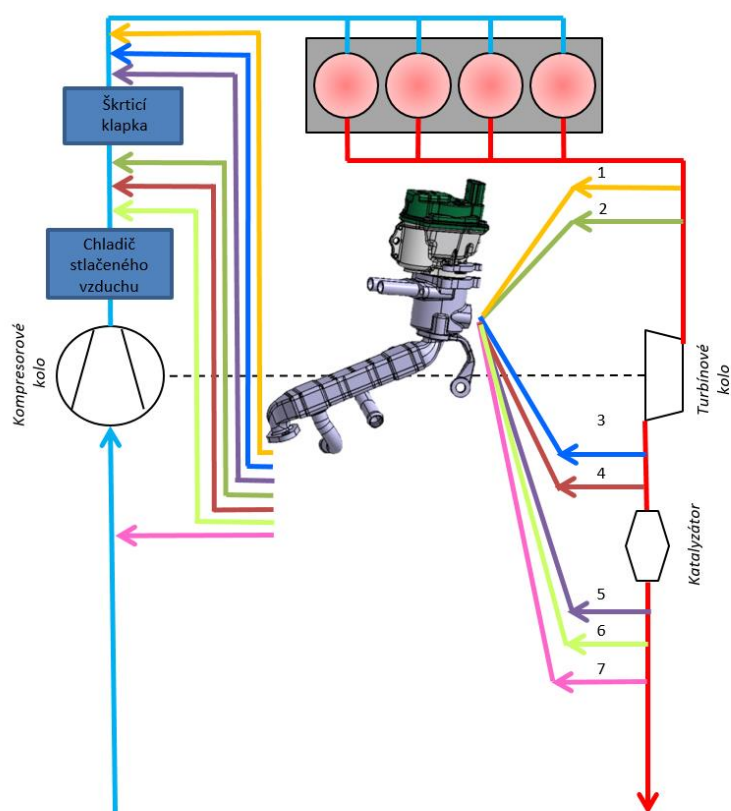 Škrticí
klapka
Chladič
stlačeného
vzduchu
Kompresorové
kolo
1
2
Turbínové
kolo
3
4
Katalyzátor
5
6
7